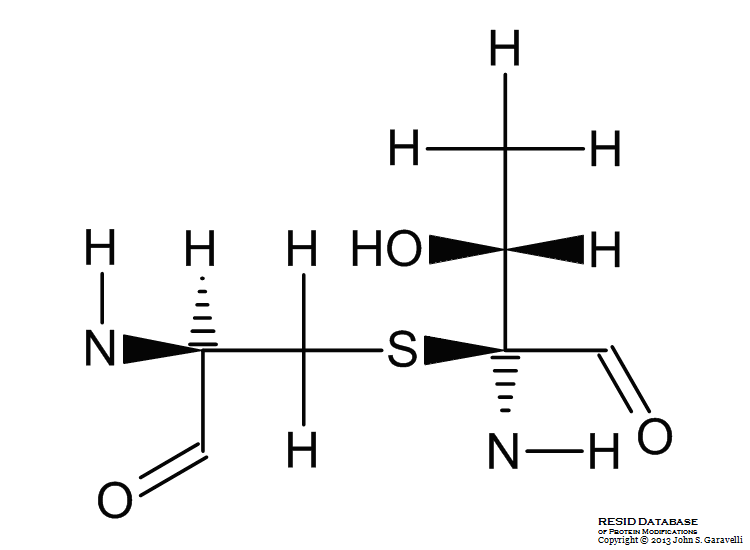 H
H H
H H H HO H
N S
H N H O
O
RESID DATABASE
OF PROTEIN MODIFICATIONS
Copyright © 2013 John S. Garavelli